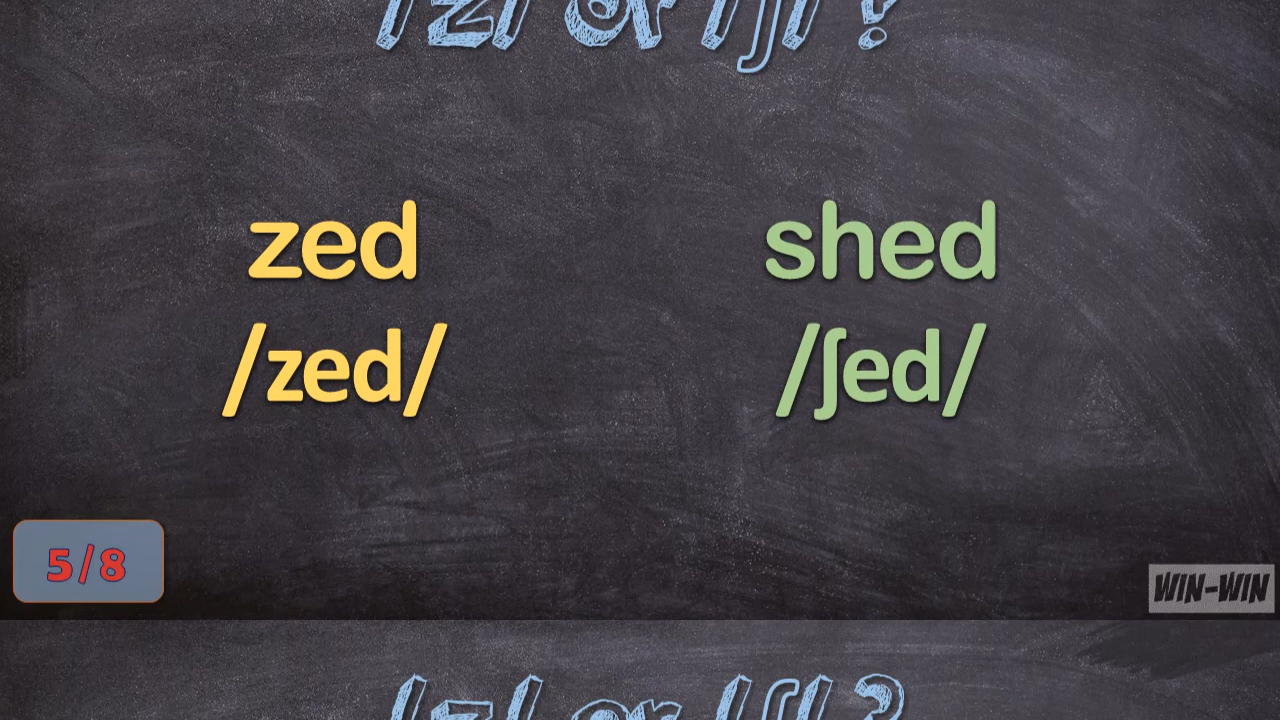 /z/ or /ʃ/ ?
zed
shed
/zed/
/ʃed/
5/8
WIN-WIN
/z/ or /ʃ/ ?